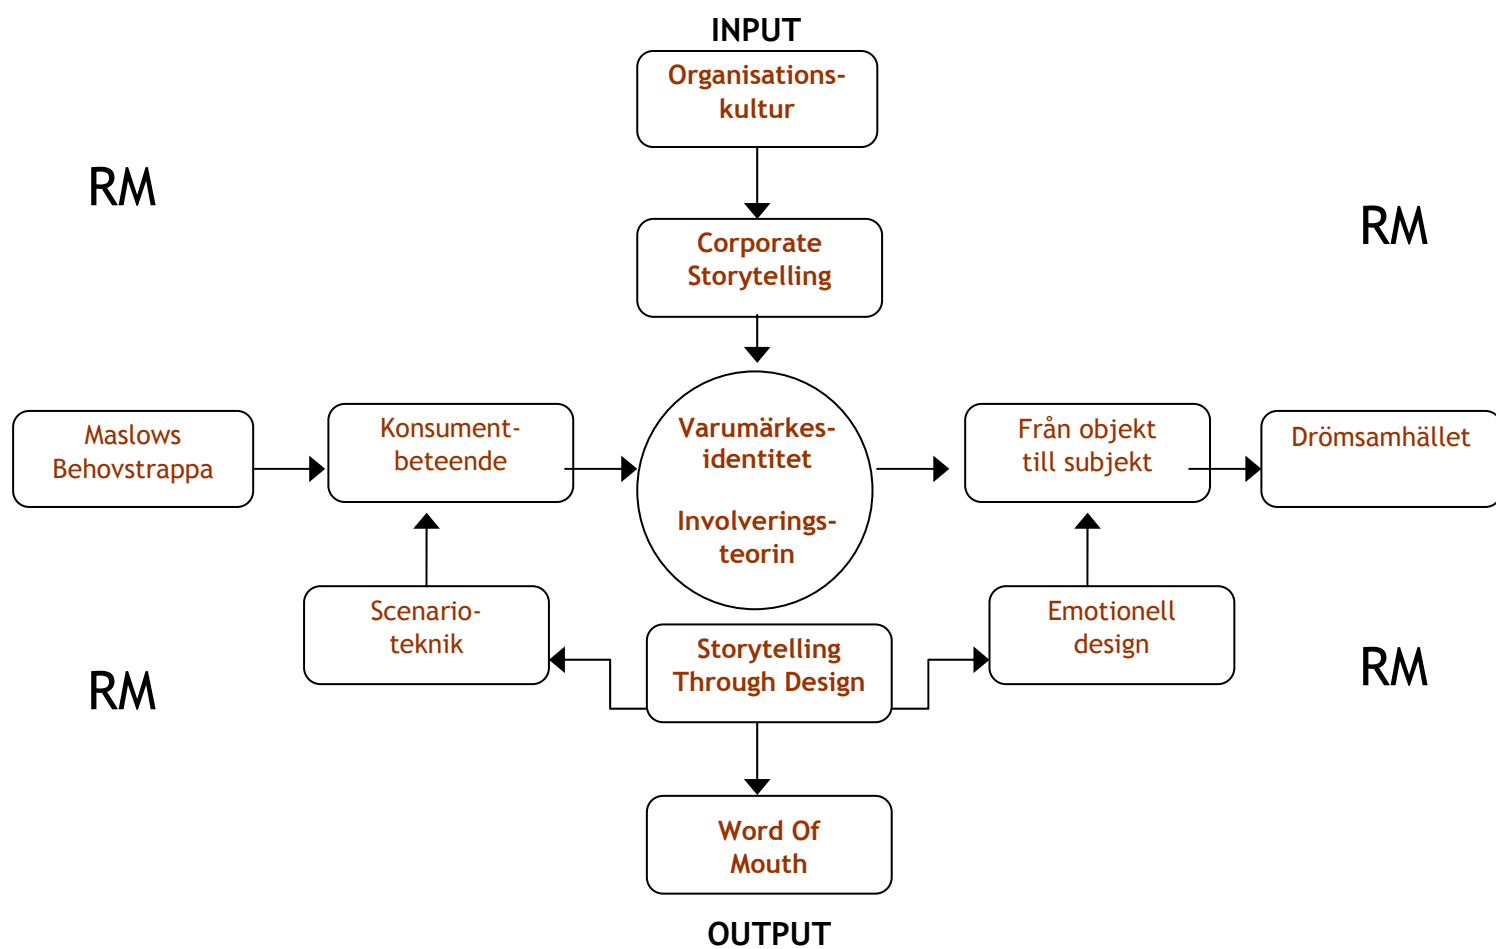 INPUT
Organisations-
kultur
RM
RM
Corporate
Storytelling
Maslows
Behovstrappa
Konsument-
beteende
Varumärkes-
identitet
Involverings-
teorin
Från objekt
till subjekt
Drömsamhället
Scenario-
teknik
Storytelling
Through Design
Emotionell
design
RM
RM
Word Of
Mouth
OUTPUT